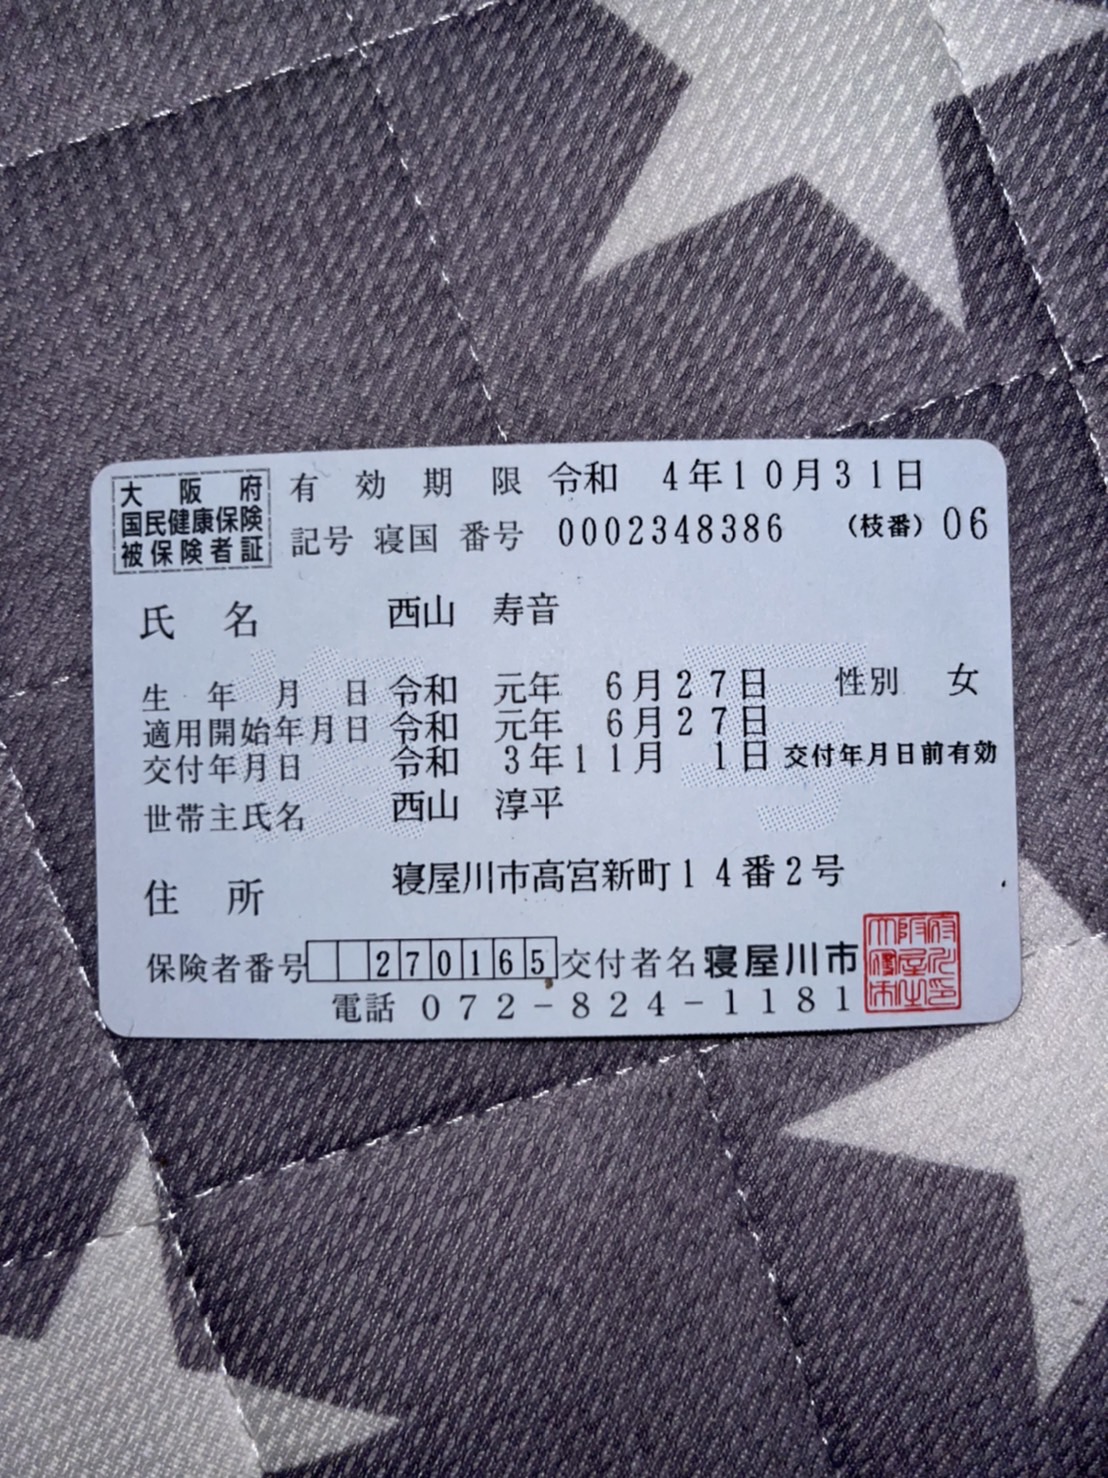 大阪府
国民健康保険
被保険者証
有効期限 令和 4年10月31日
記号 寝国 番号 0002348386 (枝番) 06
氏名 西山 寿音
生年月日 令和 元年 6月27日 性別 女
適用開始年月日 令和 元年 6月27日
交付年月日 令和 3年11月 1日 交付年月日前有効
世帯主氏名 西山 淳平
住所 寝屋川市高宮新町14番2号
保険者番号 270165 交付者名 寝屋川市
電話 072-824-1181